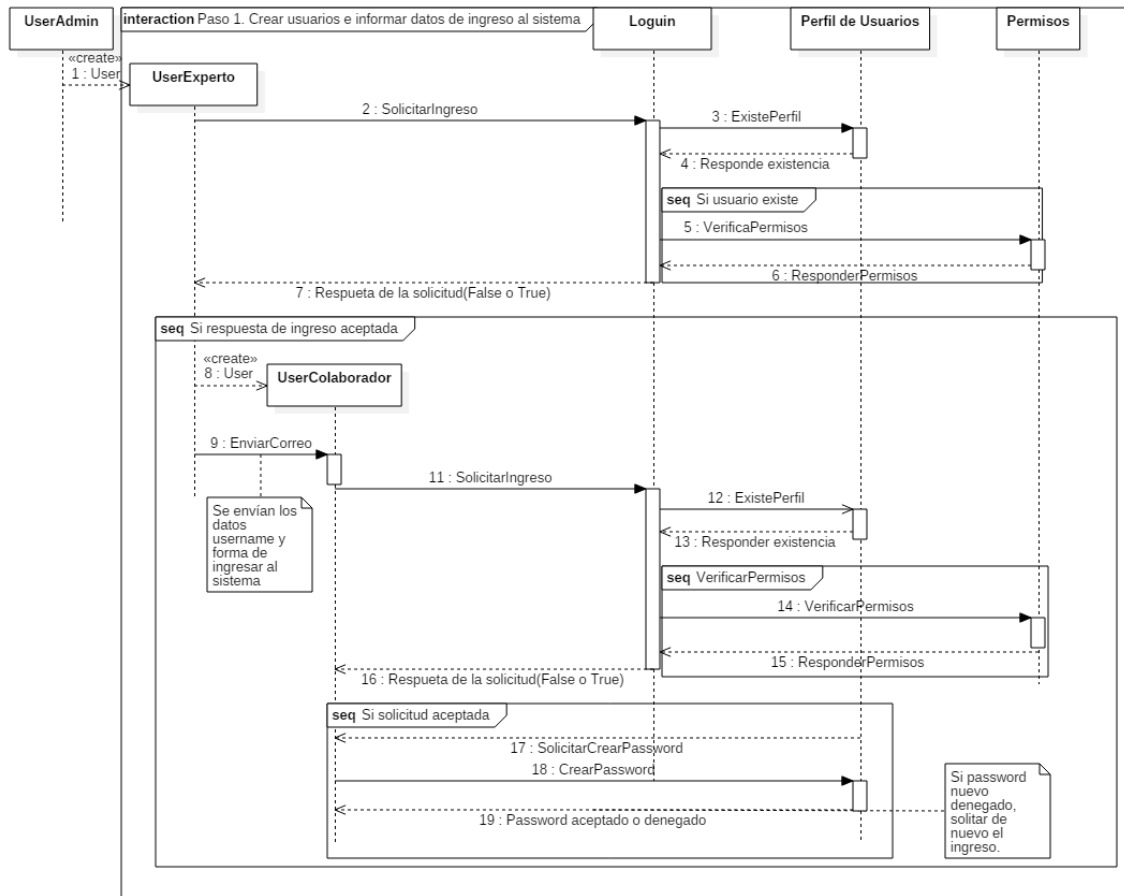 UserAdmin
interaction Paso 1. Crear usuarios e informar datos de ingreso al sistema
Loguin
Perfil de Usuarios
Permisos
«create»
1 : User
UserExperto
2 : SolicitarIngreso
3 : ExistePerfil
4 : Responde existencia
seq Si usuario existe
5 : VerificaPermisos
6 : ResponderPermisos
7 : Respueta de la solicitud(False o True)
seq Si respuesta de ingreso aceptada
«create»
8 : User
UserColaborador
9 : EnviarCorreo
11 : SolicitarIngreso
12 : ExistePerfil
Se envían los
datos
username y
forma de
ingresar al
sistema
13 : Responder existencia
seq VerificarPermisos
14 : VerificarPermisos
15 : ResponderPermisos
16 : Respueta de la solicitud(False o True)
seq Si solicitud aceptada
17 : SolicitarCrearPassword
18 : CrearPassword
19 : Password aceptado o denegado
Si password
nuevo
denegado,
solitar de
nuevo el
ingreso.